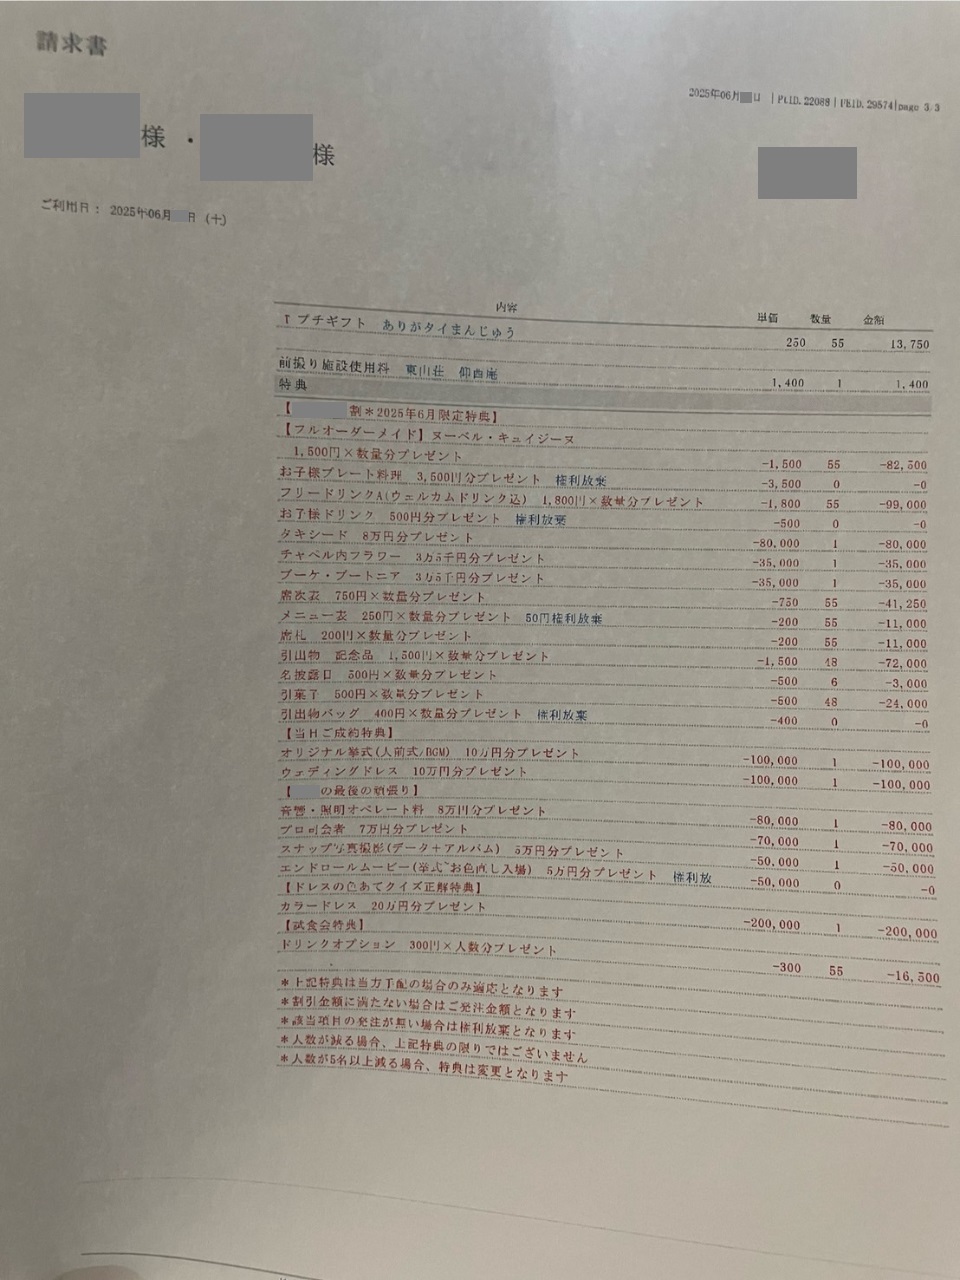 請求書
2025年06月 日 | PLID. 22088 | PEID. 29574 | page 3/3
様 ・ 様
ご利用日： 2025年06月 日（土）
内容 単価 数量 金額
プチギフト ありがタイまんじゅう 250 55 13,750
前撮り施設使用料 東山荘 仰西庵 1,400 1 1,400
特典
【 割＊2025年6月限定特典】
【フルオーダーメイド】ヌーベル・キュイジーヌ
1,500円×数量分プレゼント -1,500 55 -82,500
お子様プレート料理 3,500円分プレゼント 権利放棄 -3,500 0 -0
フリードリンクA(ウェルカムドリンク込) 1,800円×数量分プレゼント -1,800 55 -99,000
お子様ドリンク 500円分プレゼント 権利放棄 -500 0 -0
タキシード 8万円分プレゼント -80,000 1 -80,000
チャペル内フラワー 3万5千円分プレゼント -35,000 1 -35,000
ブーケ・ブートニア 3万5千円分プレゼント -35,000 1 -35,000
席次表 750円×数量分プレゼント -750 55 -41,250
メニュー表 250円×数量分プレゼント 50円権利放棄 -200 55 -11,000
席札 200円×数量分プレゼント -200 55 -11,000
引出物 記念品 1,500円×数量分プレゼント -1,500 48 -72,000
名披露目 500円×数量分プレゼント -500 6 -3,000
引菓子 500円×数量分プレゼント -500 48 -24,000
引出物バッグ 400円×数量分プレゼント 権利放棄 -400 0 -0
【当日ご成約特典】
オリジナル挙式(人前式/BGM) 10万円分プレゼント -100,000 1 -100,000
ウェディングドレス 10万円分プレゼント -100,000 1 -100,000
【 の最後の頑張り】
音響・照明オペレート料 8万円分プレゼント -80,000 1 -80,000
プロ司会者 7万円分プレゼント -70,000 1 -70,000
スナップ写真撮影(データ+アルバム) 5万円分プレゼント -50,000 1 -50,000
エンドロールムービー(挙式~お色直し入場) 5万円分プレゼント 権利放 -50,000 0 -0
【ドレスの色あてクイズ正解特典】
カラードレス 20万円分プレゼント -200,000 1 -200,000
【試食会特典】
ドリンクオプション 300円×人数分プレゼント -300 55 -16,500
＊上記特典は当方手配の場合のみ適応となります
＊割引金額に満たない場合はご発注金額となります
＊該当項目の発注が無い場合は権利放棄となります
＊人数が減る場合、上記特典の限りではございません
＊人数が5名以上減る場合、特典は変更となります